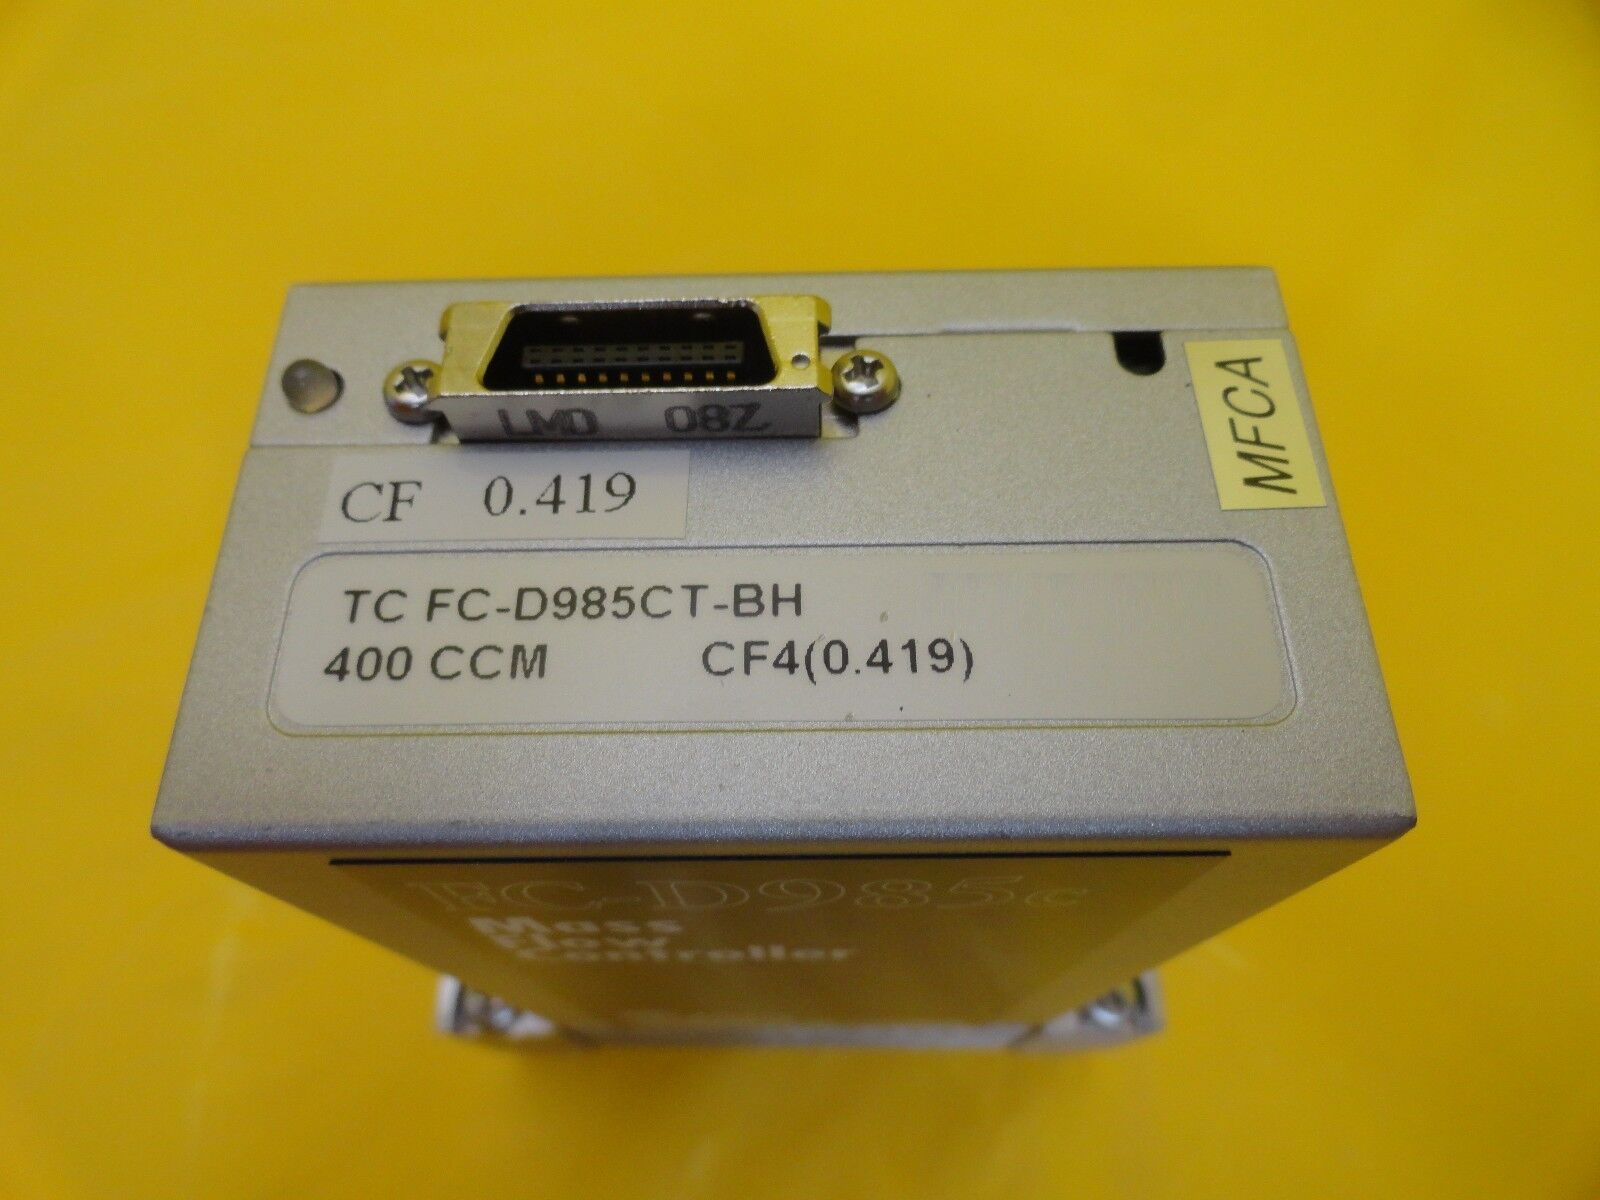 LMD 08Z
CF 0.419
MFCA
TC FC-D985CT-BH
400 CCM CF4(0.419)
FC-D985c
Mass
Flow
Controller